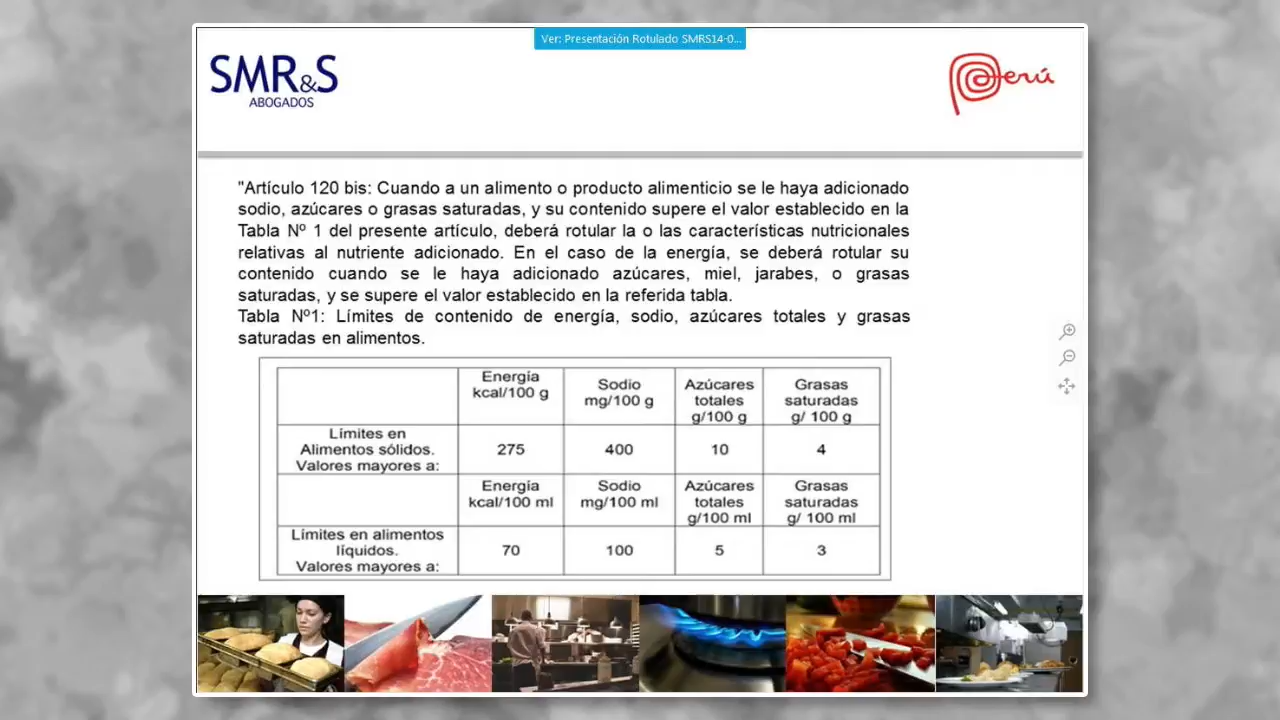 Ver: Presentación Rotulado SMRS14-0...
SMR&S
ABOGADOS
Perú
"Artículo 120 bis: Cuando a un alimento o producto alimenticio se le haya adicionado
sodio, azúcares o grasas saturadas, y su contenido supere el valor establecido en la
Tabla Nº 1 del presente artículo, deberá rotular la o las características nutricionales
relativas al nutriente adicionado. En el caso de la energía, se deberá rotular su
contenido cuando se le haya adicionado azúcares, miel, jarabes, o grasas
saturadas, y se supere el valor establecido en la referida tabla.
Tabla Nº1: Límites de contenido de energía, sodio, azúcares totales y grasas
saturadas en alimentos.
Energía
kcal/100 g
Sodio
mg/100 g
Azúcares
totales
g/100 g
Grasas
saturadas
g/ 100 g
Límites en
Alimentos sólidos.
Valores mayores a:
275
400
10
4
Energía
kcal/100 ml
Sodio
mg/100 ml
Azúcares
totales
g/100 ml
Grasas
saturadas
g/ 100 ml
Límites en alimentos
líquidos.
Valores mayores a:
70
100
5
3